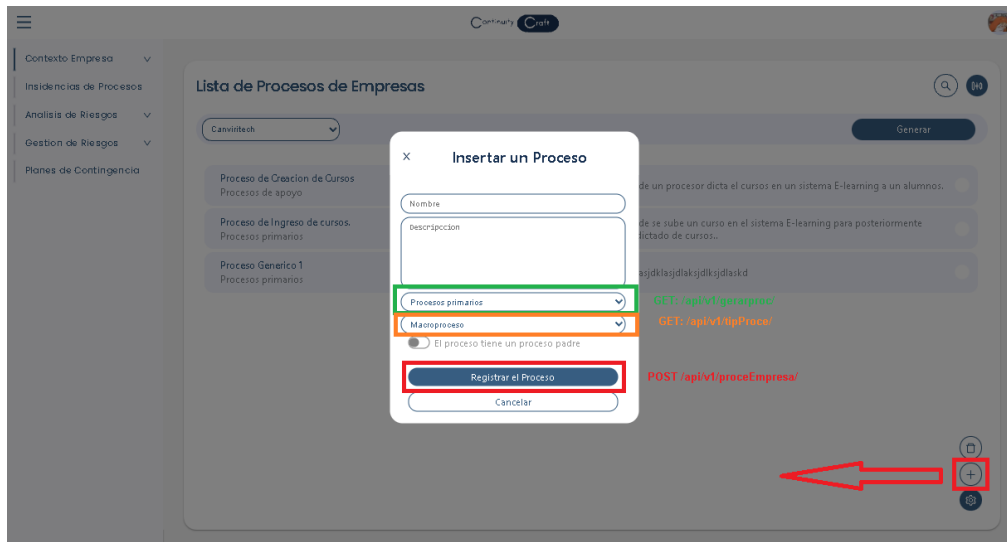 Continuity Craft
Contexto Empresa
Insidencias de Procesos
Analisis de Riesgos
Gestion de Riesgos
Planes de Contingencia
Lista de Procesos de Empresas
Canviritech
Generar
Proceso de Creacion de Cursos
Procesos de apoyo
de un procesor dicta el cursos en un sistema E-learning a un alumnos.
Proceso de Ingreso de cursos.
Procesos primarios
de se sube un curso en el sistema E-learning para posteriormente
dictado de cursos..
Proceso Generico 1
Procesos primarios
asjdklasjdlaksjdlksjdlaskd
X Insertar un Proceso
Nombre
Descripccion
Procesos primarios
GET: /api/v1/
Macroproceso
GET: /api/v1/tipProce/
El proceso tiene un proceso padre
Registrar el Proceso
POST /api/v1/proceEmpresa/
Cancelar